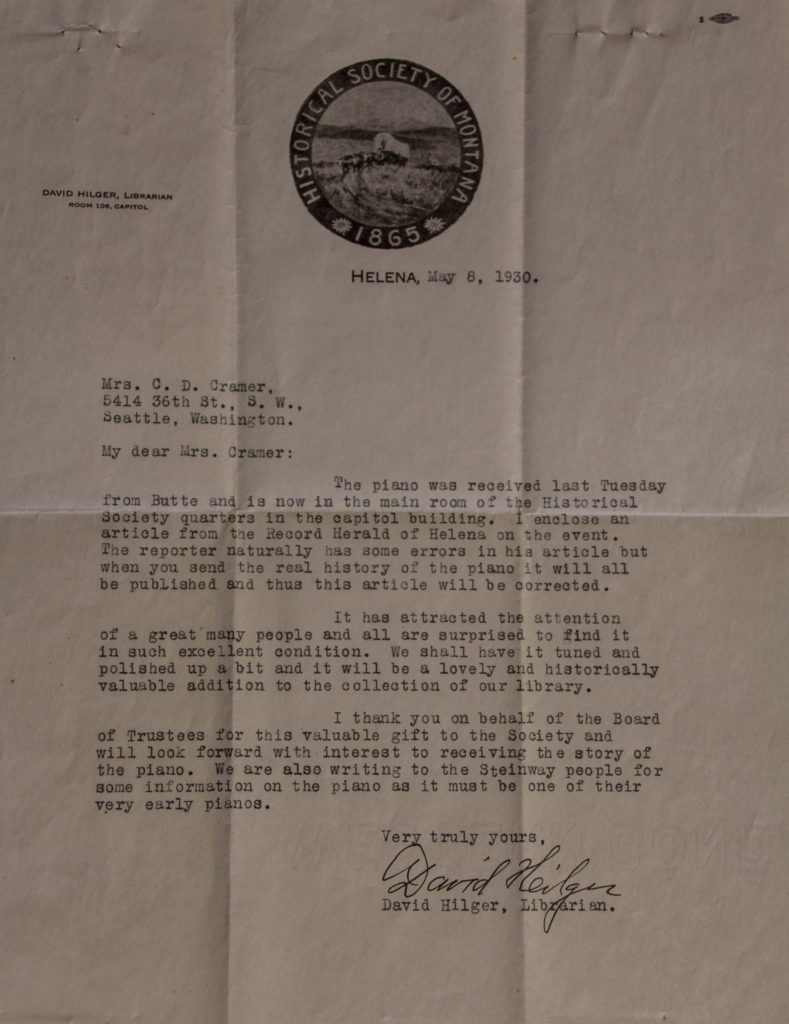 HISTORICAL SOCIETY OF MONTANA
1865
DAVID HILGER, LIBRARIAN
ROOM 106, CAPITOL
HELENA, May 8, 1930.
Mrs. C. D. Cramer,
5414 36th St., S. W.,
Seattle, Washington.
My dear Mrs. Cramer:
The piano was received last Tuesday
from Butte and is now in the main room of the Historical
Society quarters in the capitol building. I enclose an
article from the Record Herald of Helena on the event.
The reporter naturally has some errors in his article but
when you send the real history of the piano it will all
be published and thus this article will be corrected.
It has attracted the attention
of a great many people and all are surprised to find it
in such excellent condition. We shall have it tuned and
polished up a bit and it will be a lovely and historically
valuable addition to the collection of our library.
I thank you on behalf of the Board
of Trustees for this valuable gift to the Society and
will look forward with interest to receiving the story of
the piano. We are also writing to the Steinway people for
some information on the piano as it must be one of their
very early pianos.
Very truly yours,
David Hilger
David Hilger, Librarian.